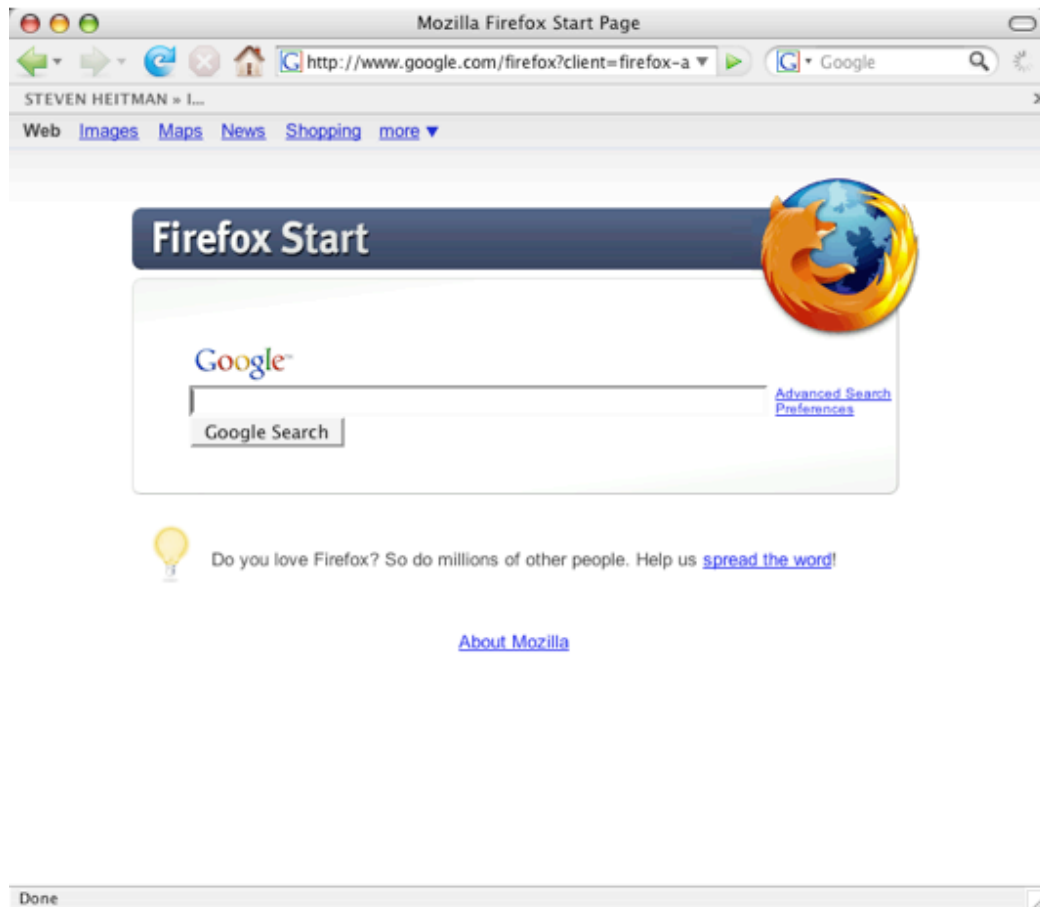 Mozilla Firefox Start Page
http://www.google.com/firefox?client=firefox-a Google
STEVEN HEITMAN » I...
Web Images Maps News Shopping more ▼
Firefox Start
Google™
Advanced Search
Preferences
Google Search
Do you love Firefox? So do millions of other people. Help us spread the word!
About Mozilla
Done